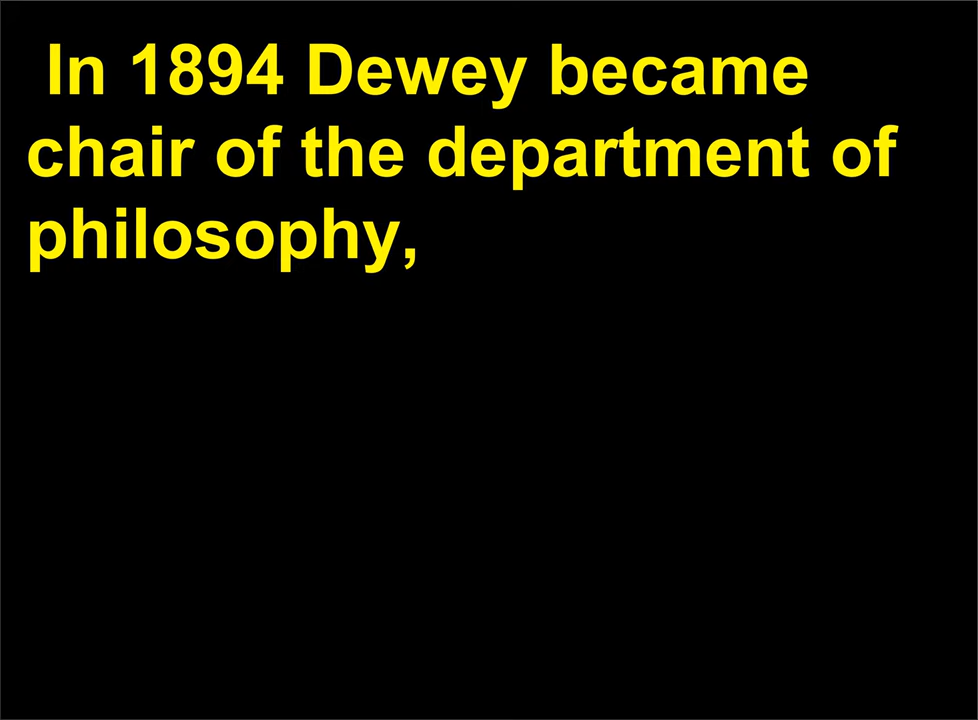 In 1894 Dewey became
chair of the department of
philosophy,